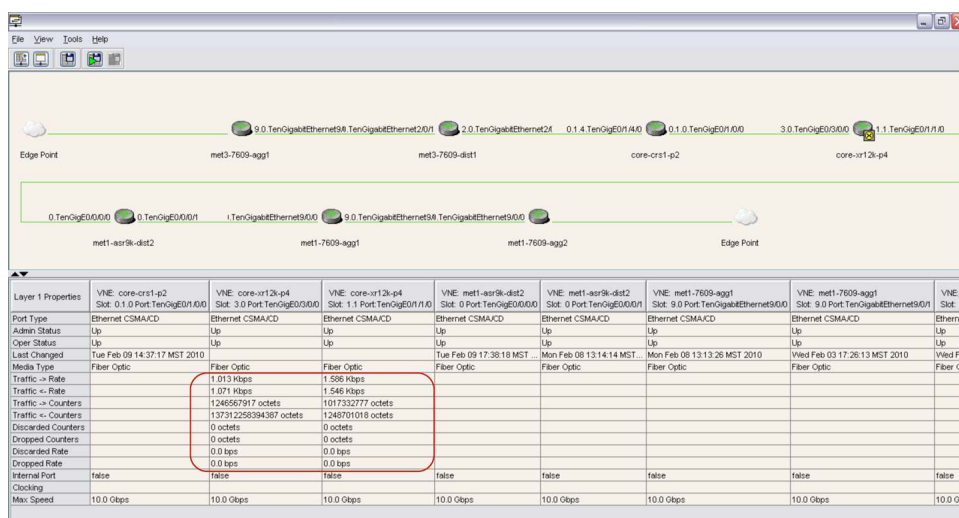 File View Tools Help
9.0.TenGigabitEthernet9/
0.TenGigabitEthernet2/0/1
2.0.TenGigabitEthernet2/
0.1.4.TenGigE0/1/4/0
0.1.0.TenGigE0/1/0/0
3.0.TenGigE0/3/0/0
1.1.TenGigE0/1/1/0
Edge Point
met3-7609-agg1
met3-7609-dist1
core-crs1-p2
core-xr12k-p4
0.TenGigE0/0/0/0
0.TenGigE0/0/0/1
.TenGigabitEthernet9/0/0
9.0.TenGigabitEthernet9/
.TenGigabitEthernet9/0/0
met1-asr9k-dist2
met1-7609-agg1
met1-7609-agg2
Edge Point
Layer 1 Properties
VNE: core-crs1-p2
Slot: 0.1.0 Port:TenGigE0/1/0/0
VNE: core-xr12k-p4
Slot: 3.0 Port:TenGigE0/3/0/0
VNE: core-xr12k-p4
Slot: 1.1 Port:TenGigE0/1/1/0
VNE: met1-asr9k-dist2
Slot: 0 Port:TenGigE0/0/0/0
VNE: met1-asr9k-dist2
Slot: 0 Port:TenGigE0/0/0/1
VNE: met1-7609-agg1
Slot: 9.0 Port:TenGigabitEthernet9/0/0
VNE: met1-7609-agg1
Slot: 9.0 Port:TenGigabitEthernet9/0/1
VNE:
Slot:
Port Type Ethernet CSMA/CD Ethernet CSMA/CD Ethernet CSMA/CD Ethernet CSMA/CD Ethernet CSMA/CD Ethernet CSMA/CD Ethernet CSMA/CD Ethern
Admin Status Up Up Up Up Up Up Up Up
Oper Status Up Up Up Up Up Up Up Up
Last Changed Tue Feb 09 14:37:17 MST 2010 Tue Feb 09 17:38:18 MST ... Mon Feb 08 13:14:14 MST... Mon Feb 08 13:13:26 MST 2010 Wed Feb 03 17:26:13 MST 2010 Wed F
Media Type Fiber Optic Fiber Optic Fiber Optic Fiber Optic Fiber Optic Fiber Optic Fiber Optic Fiber
Traffic -> Rate 1.013 Kbps 1.586 Kbps
Traffic <- Rate 1.071 Kbps 1.546 Kbps
Traffic -> Counters 1246567917 octets 1017332777 octets
Traffic <- Counters 137312258394387 octets 1248701018 octets
Discarded Counters 0 octets 0 octets
Dropped Counters 0 octets 0 octets
Discarded Rate 0.0 bps 0.0 bps
Dropped Rate 0.0 bps 0.0 bps
Internal Port false false false false false false false false
Clocking
Max Speed 10.0 Gbps 10.0 Gbps 10.0 Gbps 10.0 Gbps 10.0 Gbps 10.0 Gbps 10.0 Gbps 10.0 G